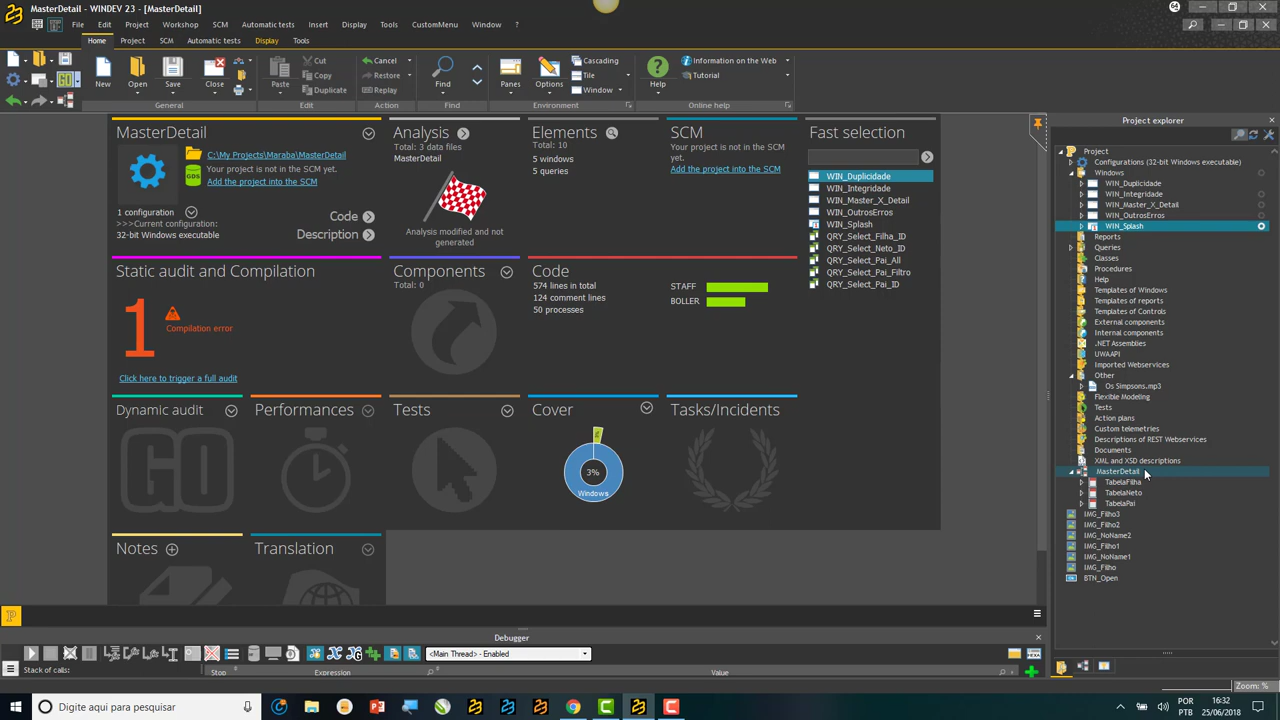 MasterDetail - WINDEV 23 - [MasterDetail]
64
File Edit Project Workshop SCM Automatic tests Insert Display Tools CustomMenu Window ?
Home Project SCM Automatic tests Display Tools
GO
New Open Save Close
General
Paste Cut Copy Duplicate
Edit
Cancel Restore Replay
Action
Find
Find
Panes Options Cascading Tile Window
Environment
Help Information on the Web Tutorial
Online help
MasterDetail
C:\My Projects\Maraba\MasterDetail
GDS
Your project is not in the SCM yet.
Add the project into the SCM
1 configuration
>>>Current configuration:
32-bit Windows executable
Code
Description
Analysis
Total: 3 data files
MasterDetail
Analysis modified and not
generated
Elements
Total: 10
5 windows
5 queries
SCM
Your project is not in the SCM
yet.
Add the project into the SCM
Fast selection
WIN_Duplicidade
WIN_Integridade
WIN_Master_X_Detail
WIN_OutrosErros
WIN_Splash
QRY_Select_Filha_ID
QRY_Select_Neto_ID
QRY_Select_Pai_All
QRY_Select_Pai_Filtro
QRY_Select_Pai_ID
Static audit and Compilation
1
Compilation error
Click here to trigger a full audit
Components
Total: 0
Code
574 lines in total
124 comment lines
50 processes
STAFF
BOLLER
Dynamic audit
GO
Performances
Tests
Cover
3%
Windows
Tasks/Incidents
Notes
Translation
Project explorer
Project
Configurations (32-bit Windows executable)
Windows
WIN_Duplicidade
WIN_Integridade
WIN_Master_X_Detail
WIN_OutrosErros
WIN_Splash
Reports
Queries
Classes
Procedures
Help
Templates of Windows
Templates of reports
Templates of Controls
External components
Internal components
.NET Assemblies
UWAAPI
Imported Webservices
Other
Os Simpsons.mp3
Flexible Modeling
Tests
Action plans
Custom telemetries
Descriptions of REST Webservices
Documents
XML and XSD descriptions
MasterDetail
TabelaFilha
TabelaNeto
TabelaPai
IMG_Filho3
IMG_Filho2
IMG_NoName2
IMG_Filho1
IMG_NoName1
IMG_Filho
BTN_Open
Debugger
<Main Thread> - Enabled
Stack of calls:
Stop Expression Value
Zoom: %
Digite aqui para pesquisar
POR
PTB
16:32
25/06/2018